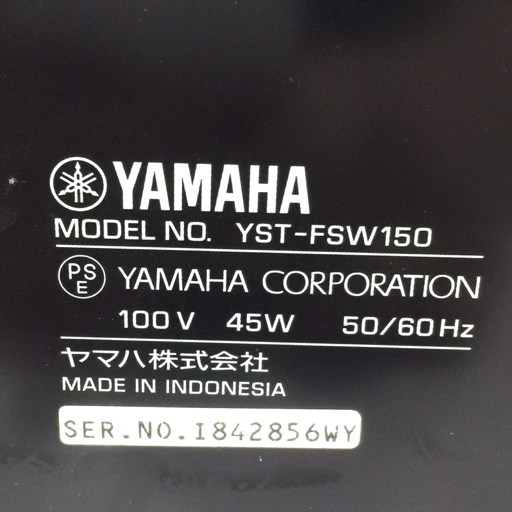 YAMAHA
MODEL NO. YST-FSW150
PSE YAMAHA CORPORATION
100V 45W 50/60Hz
ヤマハ株式会社
MADE IN INDONESIA
SER.NO.I842856WY